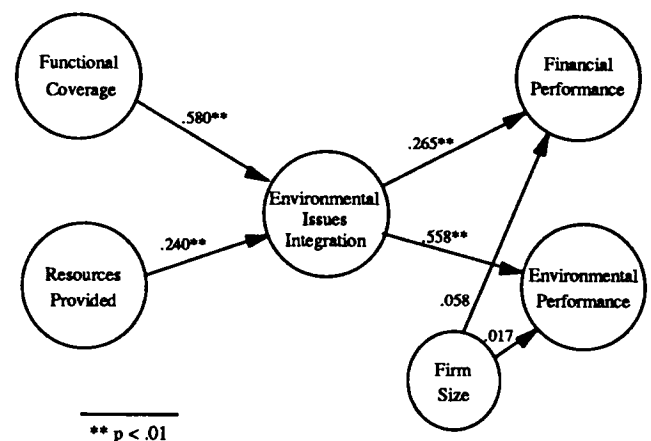 Functional
Coverage
Financial
Performance
.580**
.265**
Environmental
Issues
Integration
.240**
.558**
Resources
Provided
Environmental
Performance
.058
.017
Firm
Size
** p < .01